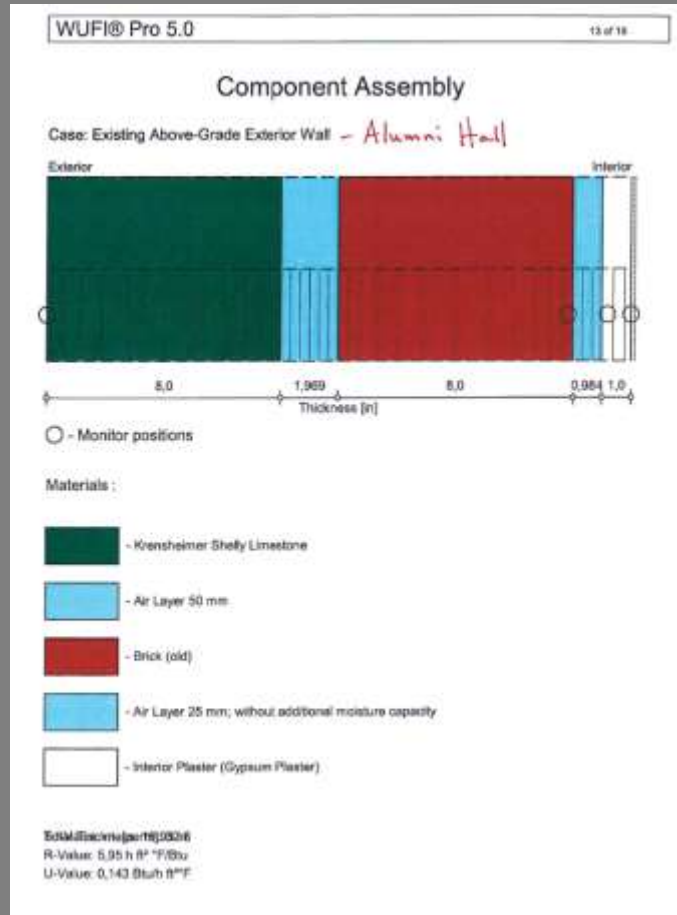 WUFI® Pro 5.0
13 of 16
Component Assembly
Case: Existing Above-Grade Exterior Wall - Alumni Hall
Exterior Interior
8,0 1,969 8,0 0,984 1,0
Thickness [in]
- Monitor positions
Materials :
- Krensheimer Shelly Limestone
- Air Layer 50 mm
- Brick (old)
- Air Layer 25 mm; without additional moisture capacity
- Interior Plaster (Gypsum Plaster)
R-Value: 5,95 h ft² °F/Btu
U-Value: 0,143 Btu/h ft²°F